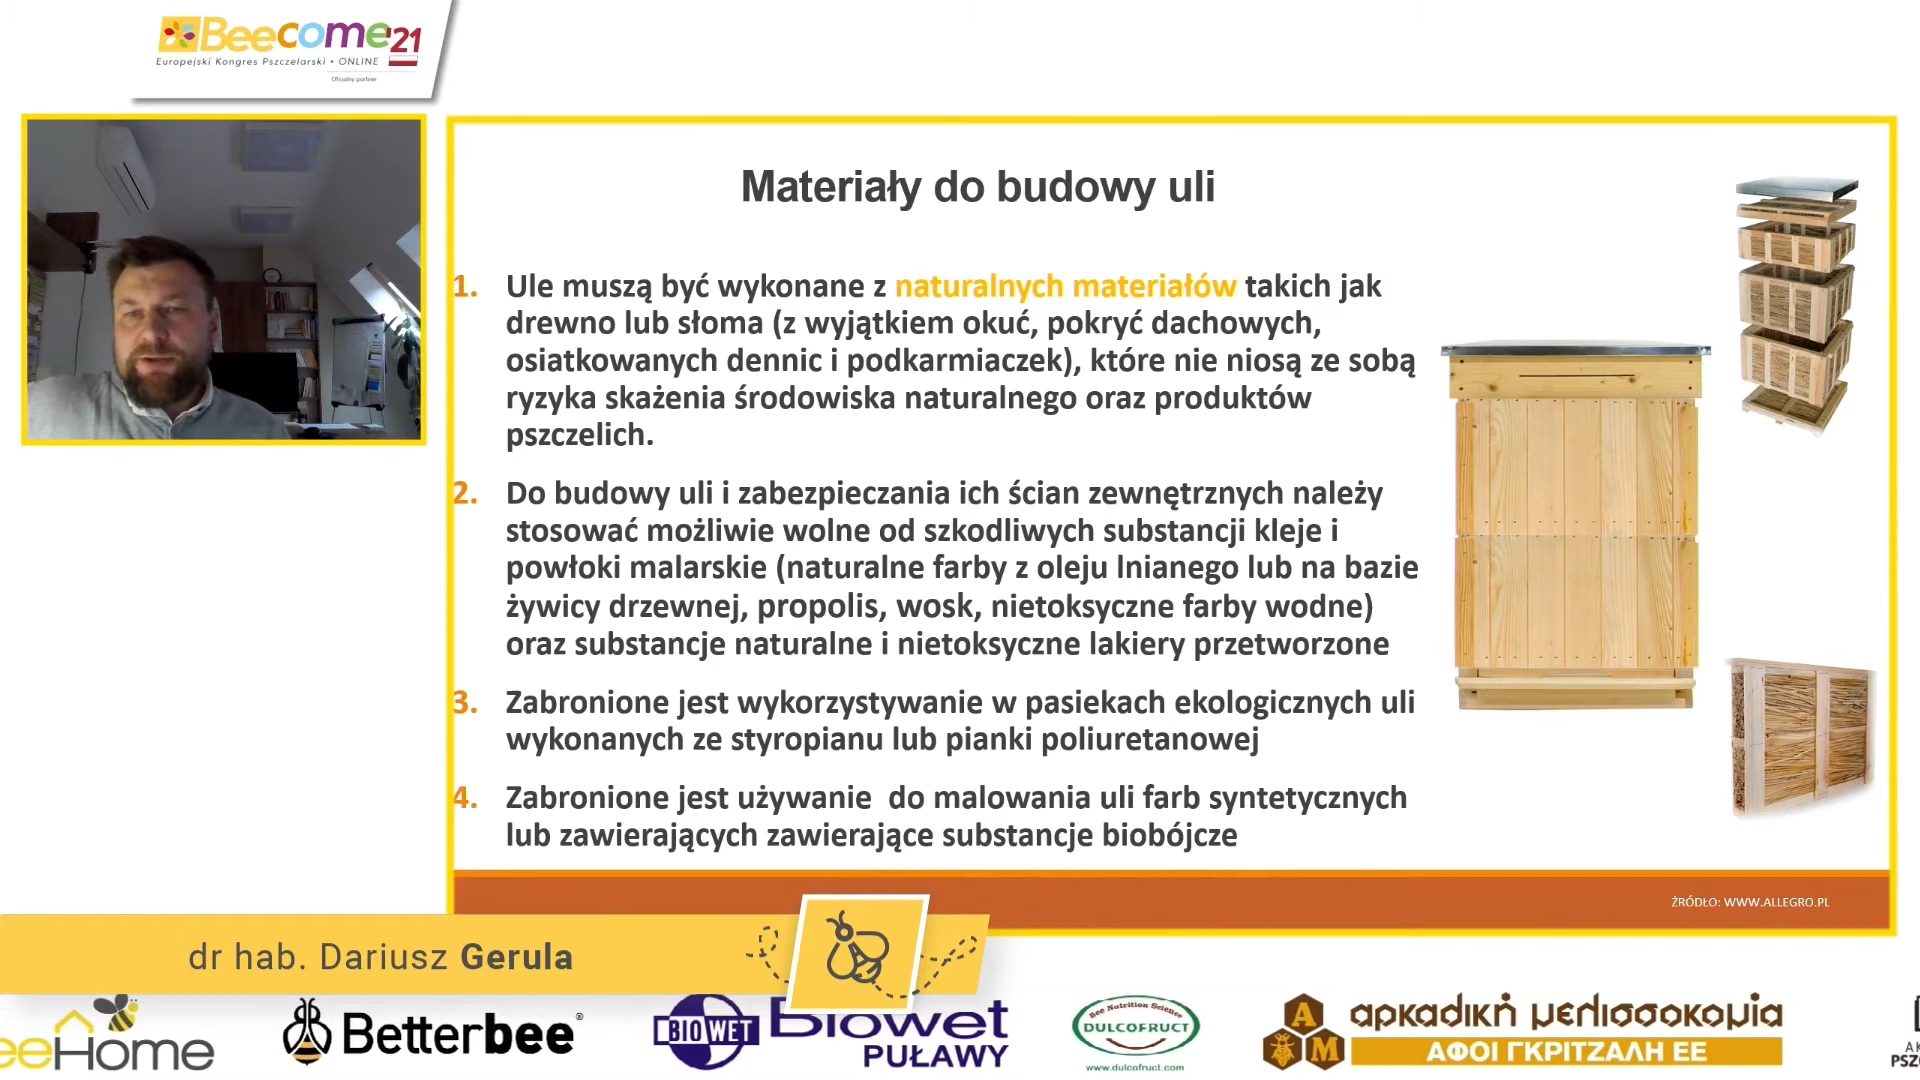 Beecome'21
Europejski Kongres Pszczelarski • ONLINE
Oficjalny partner
Materiały do budowy uli
1. Ule muszą być wykonane z naturalnych materiałów takich jak
drewno lub słoma (z wyjątkiem okuć, pokryć dachowych,
osiatkowanych dennic i podkarmiaczek), które nie niosą ze sobą
ryzyka skażenia środowiska naturalnego oraz produktów
pszczelich.
2. Do budowy uli i zabezpieczania ich ścian zewnętrznych należy
stosować możliwie wolne od szkodliwych substancji kleje i
powłoki malarskie (naturalne farby z oleju lnianego lub na bazie
żywicy drzewnej, propolis, wosk, nietoksyczne farby wodne)
oraz substancje naturalne i nietoksyczne lakiery przetworzone
3. Zabronione jest wykorzystywanie w pasiekach ekologicznych uli
wykonanych ze styropianu lub pianki poliuretanowej
4. Zabronione jest używanie do malowania uli farb syntetycznych
lub zawierających zawierające substancje biobójcze
ŹRÓDŁO: WWW.ALLEGRO.PL
dr hab. Dariusz Gerula
eeHome
Betterbee®
BIOWET
Biowet
PUŁAWY
Bee Nutrition Science
DULCOFRUCT
www.dulcofruct.com
A M
αρκαδική μελισσοκομία
ΑΦΟΙ ΓΚΡΙΤΖΑΛΗ ΕΕ